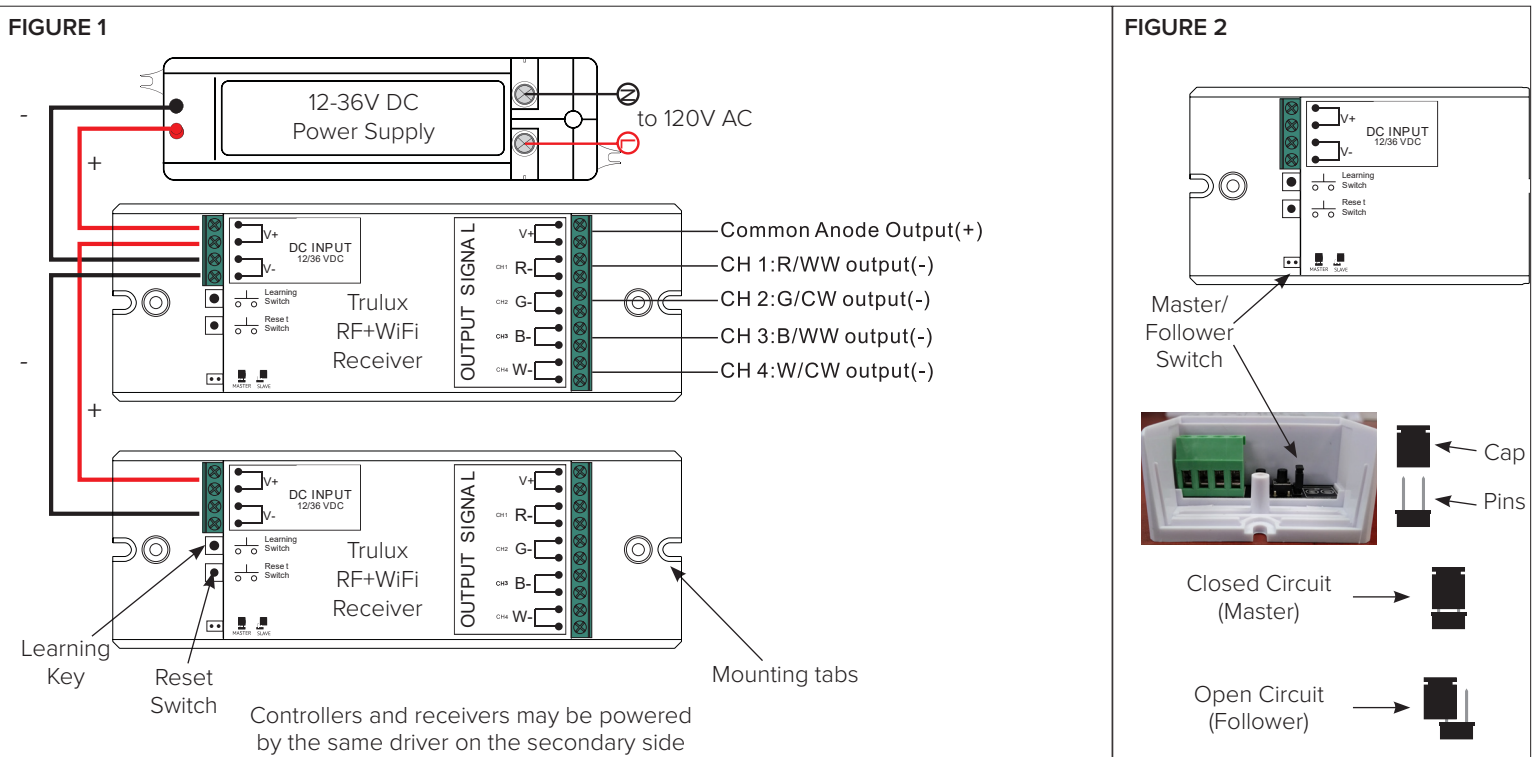 FIGURE 1
12-36V DC
Power Supply
N
to 120V AC
L
-
+
V+
V-
DC INPUT
12/36 VDC
Learning
Switch
Rese t
Switch
MASTER SLAVE
Trulux
RF+WiFi
Receiver
OUTPUT SIGNAL
V+
CH1 R-
CH2 G-
CH3 B-
CH4 W-
Common Anode Output(+)
CH 1:R/WW output(-)
CH 2:G/CW output(-)
CH 3:B/WW output(-)
CH 4:W/CW output(-)
-
+
V+
V-
DC INPUT
12/36 VDC
Learning
Switch
Rese t
Switch
MASTER SLAVE
Trulux
RF+WiFi
Receiver
OUTPUT SIGNAL
V+
CH1 R-
CH2 G-
CH3 B-
CH4 W-
Learning
Key
Reset
Switch
Mounting tabs
Controllers and receivers may be powered
by the same driver on the secondary side
FIGURE 2
V+
V-
DC INPUT
12/36 VDC
Learning
Switch
Rese t
Switch
MASTER SLAVE
Master/
Follower
Switch
Cap
Pins
Closed Circuit
(Master)
Open Circuit
(Follower)